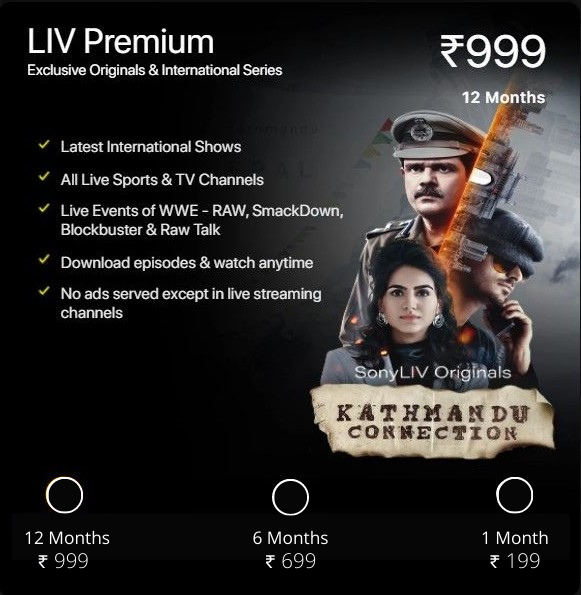 LIV Premium
₹999
Exclusive Originals & International Series
12 Months
Latest International Shows
All Live Sports & TV Channels
Live Events of WWE - RAW, SmackDown,
Blockbuster & Raw Talk
Download episodes & watch anytime
No ads served except in live streaming
channels
SonyLIV Originals
KATHMANDU
CONNECTION
12 Months
₹ 999
6 Months
₹ 699
1 Month
₹ 199